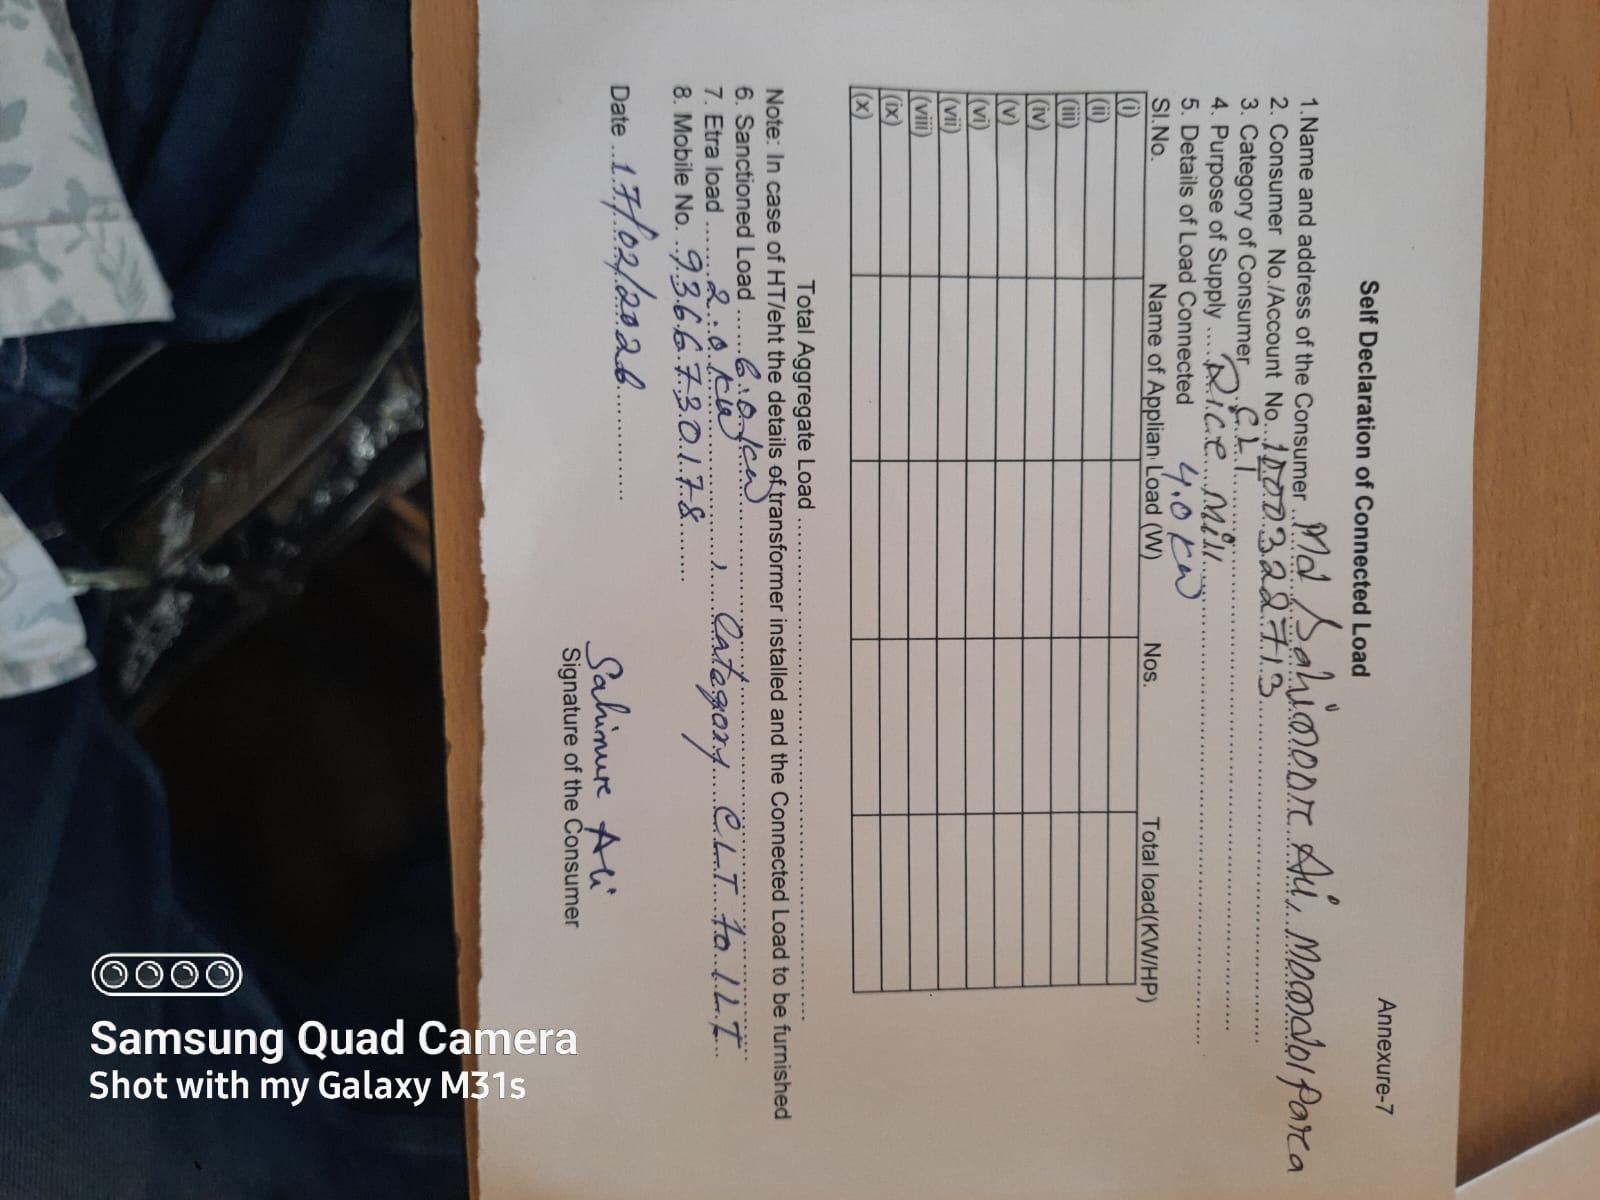 Annexure-7
Self Declaration of Connected Load
1.Name and address of the Consumer ..Md Sahinoor Ali, Moondol Para
2. Consumer No./Account No..100032282713..........
3. Category of Consumer C.L.T..........
4. Purpose of Supply ....Rice Mill..........
5. Details of Load Connected 4.0 KW
Sl.No. Name of Applian Load (W) Nos. Total load(KW/HP)
(i)
(ii)
(iii)
(iv)
(v)
(vi)
(vii)
(viii)
(ix)
(x)
Total Aggregate Load ..........
Note: In case of HT/eht the details of transformer installed and the Connected Load to be furnished
6. Sanctioned Load .....6.0 KW..........
7. Etra load .......2.0 KW.........., Category C.L.T to I.L.T
8. Mobile No. ..9366730178.......
Date ..17/02/2026............
Sahinure Ali
Signature of the Consumer
Samsung Quad Camera
Shot with my Galaxy M31s